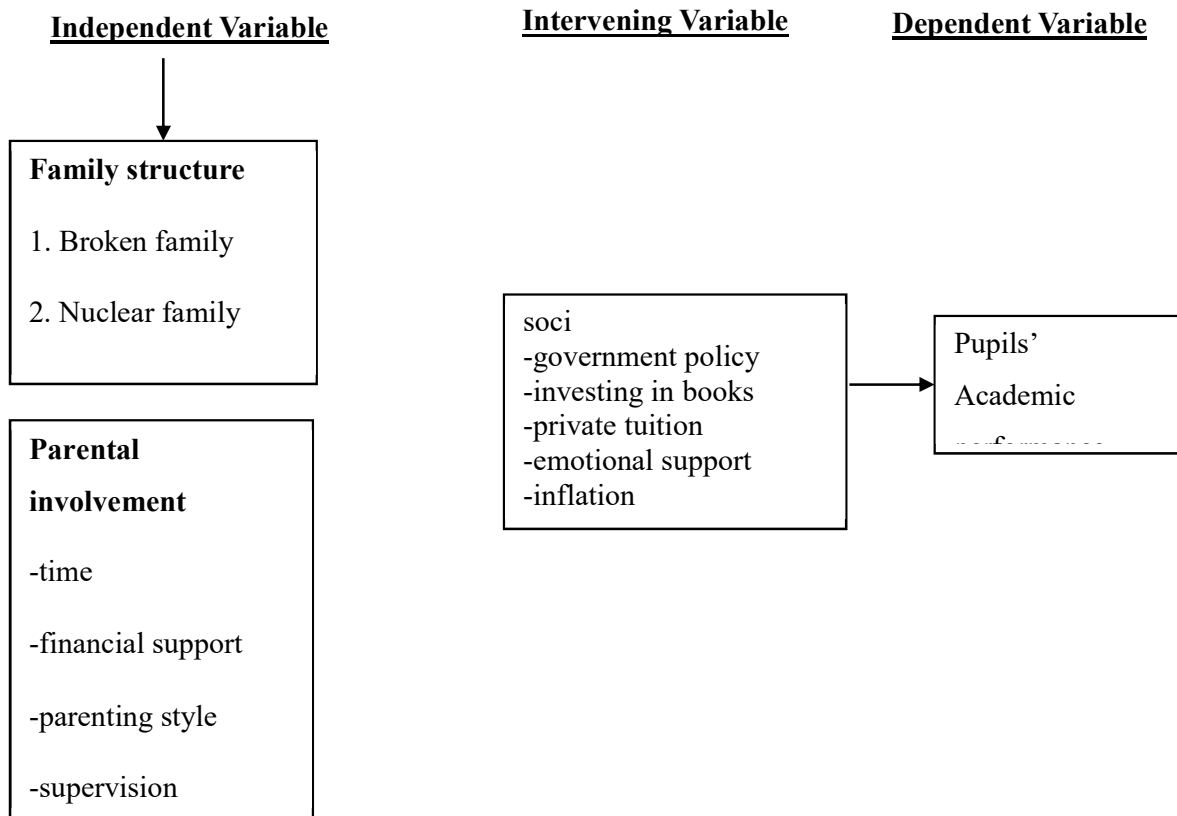 Independent Variable
Intervening Variable
Dependent Variable
Family structure
1. Broken family
2. Nuclear family
Parental
involvement
-time
-financial support
-parenting style
-supervision
soci
-government policy
-investing in books
-private tuition
-emotional support
-inflation
Pupils’
Academic